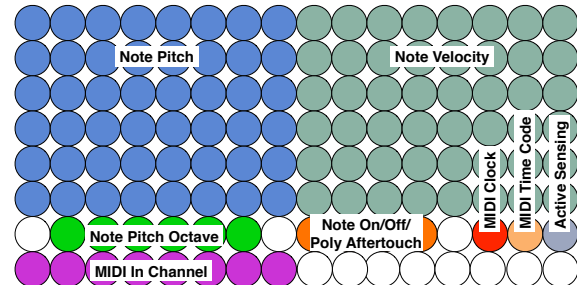 Note Pitch
Note Velocity
MIDI Clock
MIDI Time Code
Active Sensing
Note Pitch Octave
Note On/Off/
Poly Aftertouch
MIDI In Channel